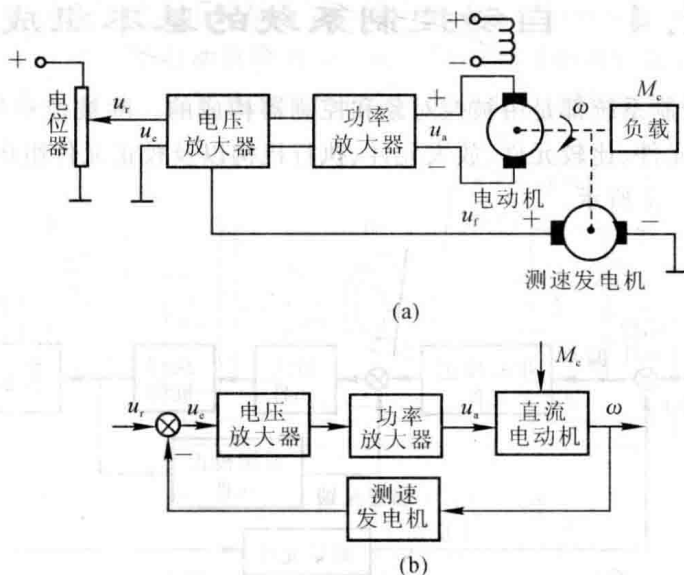 +
电位器
+
-
u_r
u_e
电压
放大器
功率
放大器
+
u_a
-
电动机
ω
M_c
负载
u_f
+
-
测速发电机
(a)
M_c
u_r
u_e
电压
放大器
功率
放大器
u_a
直流
电动机
ω
-
测速
发电机
(b)